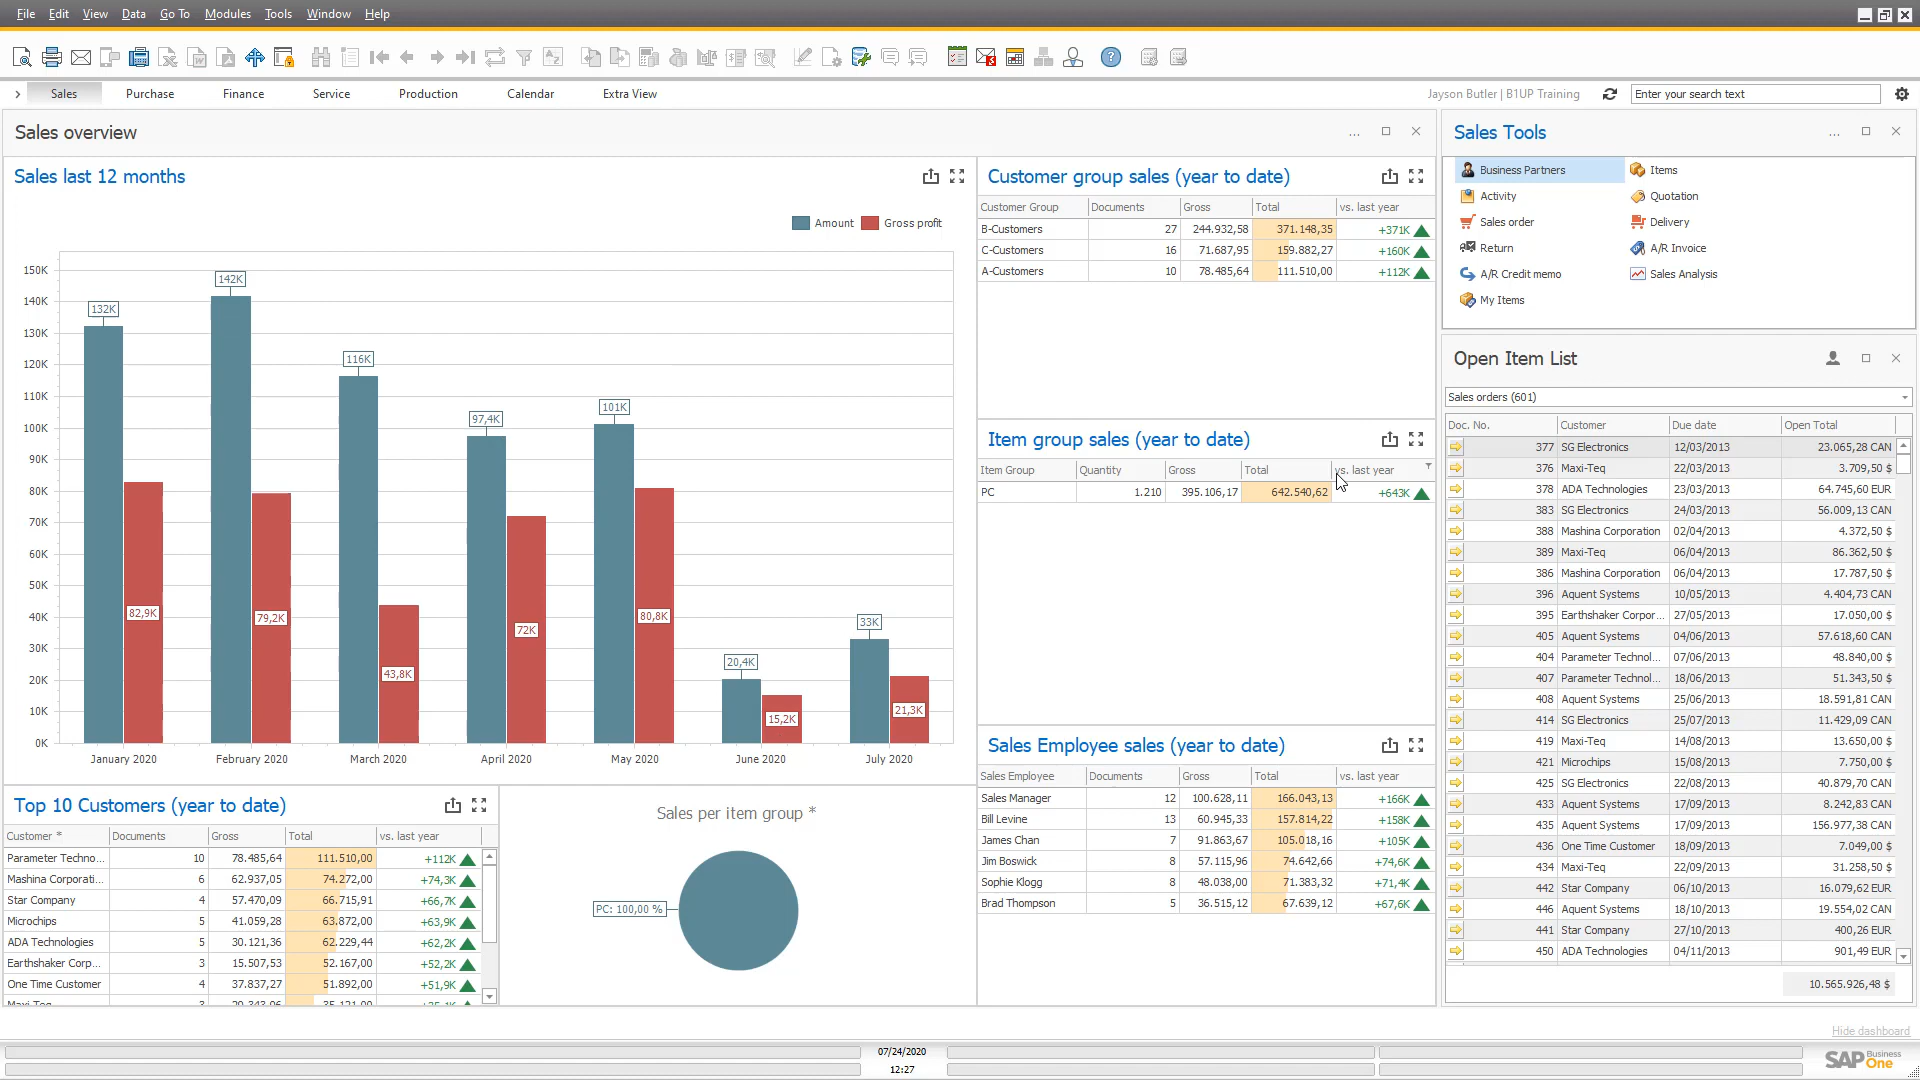 File Edit View Data Go To Modules Tools Window Help
Sales Purchase Finance Service Production Calendar Extra View
Jayson Butler | B1UP Training
Enter your search text
Sales overview
...
Sales last 12 months
Amount Gross profit
150K
140K
130K
120K
110K
100K
90K
80K
70K
60K
50K
40K
30K
20K
10K
0K
132K
82,9K
142K
79,2K
116K
43,8K
97,4K
72K
101K
80,8K
20,4K
15,2K
33K
21,3K
January 2020 February 2020 March 2020 April 2020 May 2020 June 2020 July 2020
Top 10 Customers (year to date)
Customer * Documents Gross Total vs. last year
Parameter Techno... 10 78.485,64 111.510,00 +112K
Mashina Corporati... 6 62.937,05 74.272,00 +74,3K
Star Company 4 57.470,09 66.715,91 +66,7K
Microchips 5 41.059,28 63.872,00 +63,9K
ADA Technologies 5 30.121,36 62.229,44 +62,2K
Earthshaker Corp... 3 15.507,53 52.167,00 +52,2K
One Time Customer 4 37.837,27 51.892,00 +51,9K
Sales per item group *
PC: 100,00 %
Customer group sales (year to date)
Customer Group Documents Gross Total vs. last year
B-Customers 27 244.932,58 371.148,35 +371K
C-Customers 16 71.687,95 159.882,27 +160K
A-Customers 10 78.485,64 111.510,00 +112K
Item group sales (year to date)
Item Group Quantity Gross Total vs. last year
PC 1.210 395.106,17 642.540,62 +643K
Sales Employee sales (year to date)
Sales Employee Documents Gross Total vs. last year
Sales Manager 12 100.628,11 166.043,13 +166K
Bill Levine 13 60.945,33 157.814,22 +158K
James Chan 7 91.863,67 105.018,16 +105K
Jim Boswick 8 57.115,96 74.642,66 +74,6K
Sophie Klogg 8 48.038,00 71.383,32 +71,4K
Brad Thompson 5 36.515,12 67.639,12 +67,6K
Sales Tools
...
Business Partners Items
Activity Quotation
Sales order Delivery
Return A/R Invoice
A/R Credit memo Sales Analysis
My Items
Open Item List
Sales orders (601)
Doc. No. Customer Due date Open Total
377 SG Electronics 12/03/2013 23.065,28 CAN
376 Maxi-Teq 22/03/2013 3.709,50 $
378 ADA Technologies 23/03/2013 64.745,60 EUR
383 SG Electronics 24/03/2013 56.009,13 CAN
388 Mashina Corporation 02/04/2013 4.372,50 $
389 Maxi-Teq 06/04/2013 86.362,50 $
386 Mashina Corporation 06/04/2013 17.787,50 $
396 Aquent Systems 10/05/2013 4.404,73 CAN
395 Earthshaker Corpor... 27/05/2013 17.050,00 $
405 Aquent Systems 04/06/2013 57.618,60 CAN
404 Parameter Technol... 07/06/2013 48.840,00 $
407 Parameter Technol... 18/06/2013 51.343,50 $
408 Aquent Systems 25/06/2013 18.591,81 CAN
414 SG Electronics 25/07/2013 11.429,09 CAN
419 Maxi-Teq 14/08/2013 13.650,00 $
421 Microchips 15/08/2013 7.750,00 $
425 SG Electronics 22/08/2013 40.879,70 CAN
433 Aquent Systems 17/09/2013 8.242,83 CAN
435 Aquent Systems 17/09/2013 156.977,38 CAN
436 One Time Customer 18/09/2013 7.049,00 $
434 Maxi-Teq 22/09/2013 31.258,50 $
442 Star Company 06/10/2013 16.079,62 EUR
446 Aquent Systems 18/10/2013 19.554,02 CAN
441 Star Company 27/10/2013 400,26 EUR
450 ADA Technologies 04/11/2013 901,49 EUR
10.565.926,48 $
Hide dashboard
07/24/2020
12:27
SAP Business One